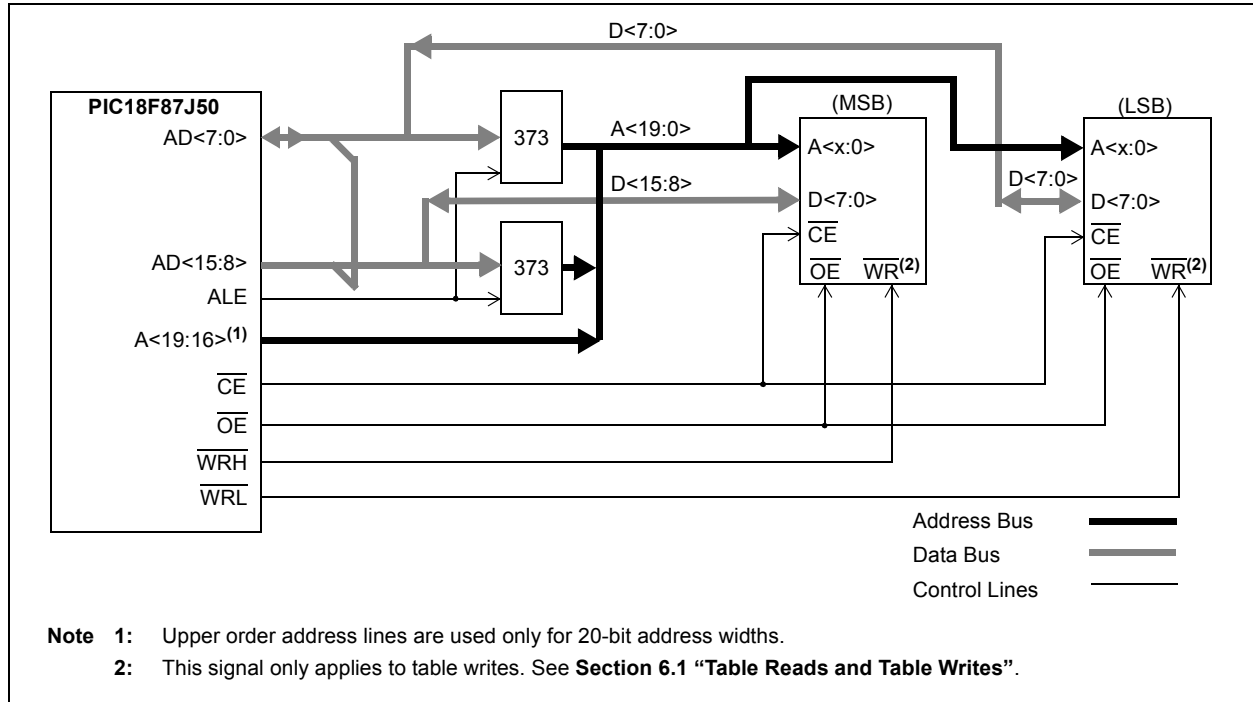 D<7:0>
PIC18F87J50
AD<7:0>
373
A<19:0>
(MSB)
A<x:0>
D<7:0>
CE
OE WR(2)
(LSB)
A<x:0>
D<7:0>
D<7:0>
CE
OE WR(2)
D<15:8>
AD<15:8>
373
ALE
A<19:16>(1)
CE
OE
WRH
WRL
Address Bus
Data Bus
Control Lines
Note 1: Upper order address lines are used only for 20-bit address widths.
2: This signal only applies to table writes. See Section 6.1 “Table Reads and Table Writes”.